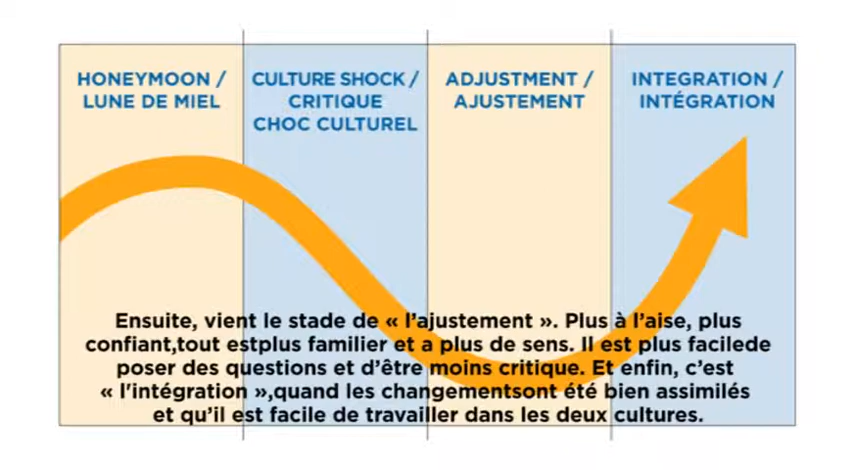 HONEYMOON /
LUNE DE MIEL
CULTURE SHOCK /
CRITIQUE
CHOC CULTUREL
ADJUSTMENT /
AJUSTEMENT
INTEGRATION /
INTÉGRATION
Ensuite, vient le stade de « l’ajustement ». Plus à l’aise, plus
confiant,tout estplus familier et a plus de sens. Il est plus facilede
poser des questions et d’être moins critique. Et enfin, c’est
« l'intégration »,quand les changementsont été bien assimilés
et qu’il est facile de travailler dans les deux cultures.